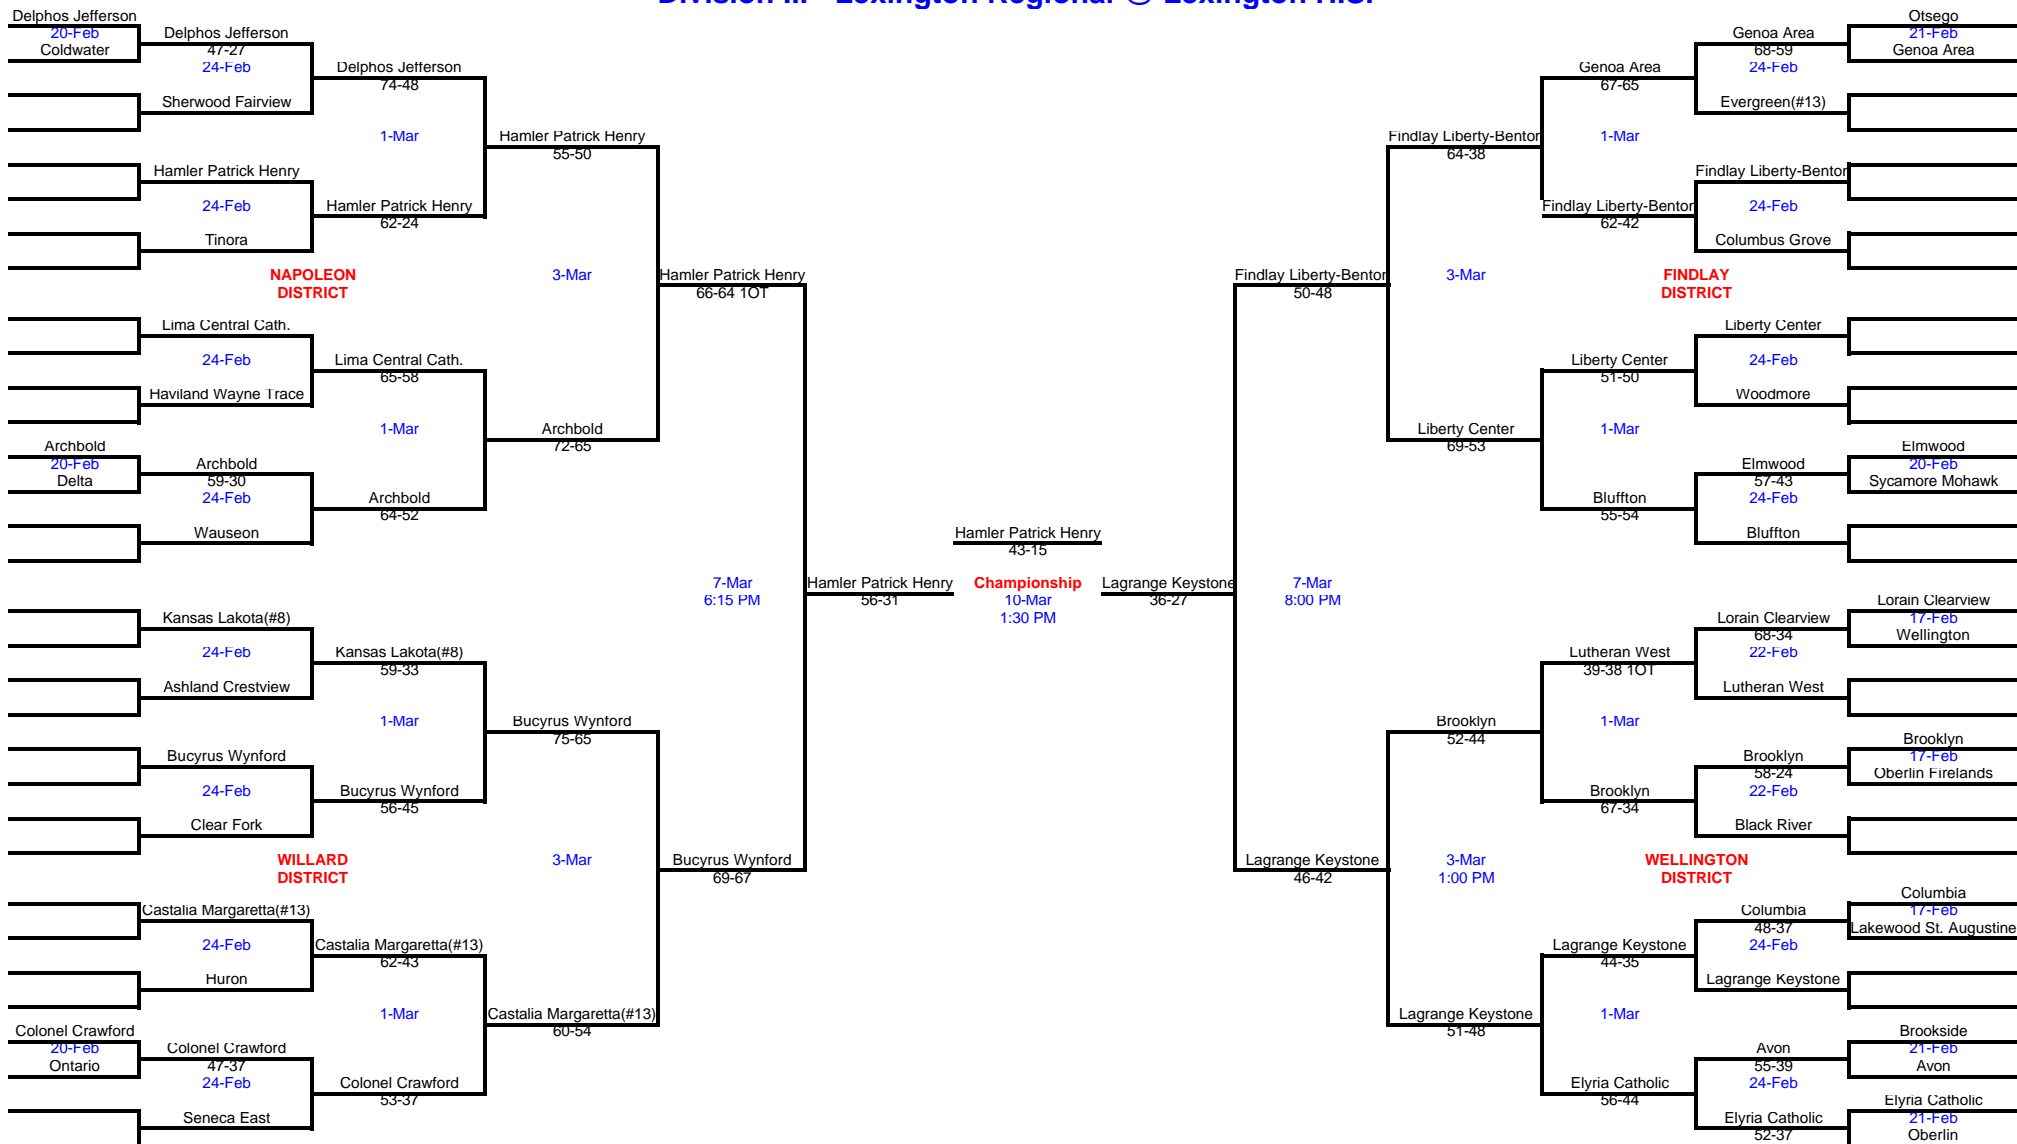 Division III - Lexington Regional @ Lexington H.S.
Delphos Jefferson
20-Feb
Coldwater
Delphos Jefferson
47-27
24-Feb
Sherwood Fairview
Delphos Jefferson
74-48
1-Mar
Hamler Patrick Henry
24-Feb
Tinora
Hamler Patrick Henry
62-24
Hamler Patrick Henry
55-50
NAPOLEON
DISTRICT
3-Mar
Hamler Patrick Henry
66-64 1OT
Lima Central Cath.
24-Feb
Haviland Wayne Trace
Lima Central Cath.
65-58
1-Mar
Archbold
72-65
Archbold
20-Feb
Delta
Archbold
59-30
24-Feb
Wauseon
Archbold
64-52
7-Mar
6:15 PM
Hamler Patrick Henry
56-31
Kansas Lakota(#8)
24-Feb
Ashland Crestview
Kansas Lakota(#8)
59-33
1-Mar
Bucyrus Wynford
75-65
Bucyrus Wynford
24-Feb
Clear Fork
Bucyrus Wynford
56-45
WILLARD
DISTRICT
3-Mar
Bucyrus Wynford
69-67
Castalia Margaretta(#13)
24-Feb
Huron
Castalia Margaretta(#13)
62-43
1-Mar
Castalia Margaretta(#13)
60-54
Colonel Crawford
20-Feb
Ontario
Colonel Crawford
47-37
24-Feb
Seneca East
Colonel Crawford
53-37
Hamler Patrick Henry
43-15
Championship
10-Mar
1:30 PM
Lagrange Keystone
36-27
7-Mar
8:00 PM
Otsego
21-Feb
Genoa Area
Genoa Area
68-59
24-Feb
Evergreen(#13)
Genoa Area
67-65
1-Mar
Findlay Liberty-Benton
64-38
Findlay Liberty-Benton
24-Feb
Columbus Grove
Findlay Liberty-Benton
62-42
FINDLAY
DISTRICT
3-Mar
Findlay Liberty-Benton
50-48
Liberty Center
24-Feb
Woodmore
Liberty Center
51-50
1-Mar
Liberty Center
69-53
Elmwood
20-Feb
Sycamore Mohawk
Elmwood
57-43
24-Feb
Bluffton
Bluffton
55-54
Lorain Clearview
17-Feb
Wellington
Lorain Clearview
68-34
22-Feb
Lutheran West
Lutheran West
39-38 1OT
1-Mar
Brooklyn
52-44
Brooklyn
17-Feb
Oberlin Firelands
Brooklyn
58-24
22-Feb
Black River
Brooklyn
67-34
WELLINGTON
DISTRICT
3-Mar
1:00 PM
Lagrange Keystone
46-42
Columbia
17-Feb
Lakewood St. Augustine
Columbia
48-37
24-Feb
Lagrange Keystone
Lagrange Keystone
44-35
1-Mar
Lagrange Keystone
51-48
Brookside
21-Feb
Avon
Avon
55-39
24-Feb
Elyria Catholic
52-37
Elyria Catholic
56-44
Elyria Catholic
21-Feb
Oberlin